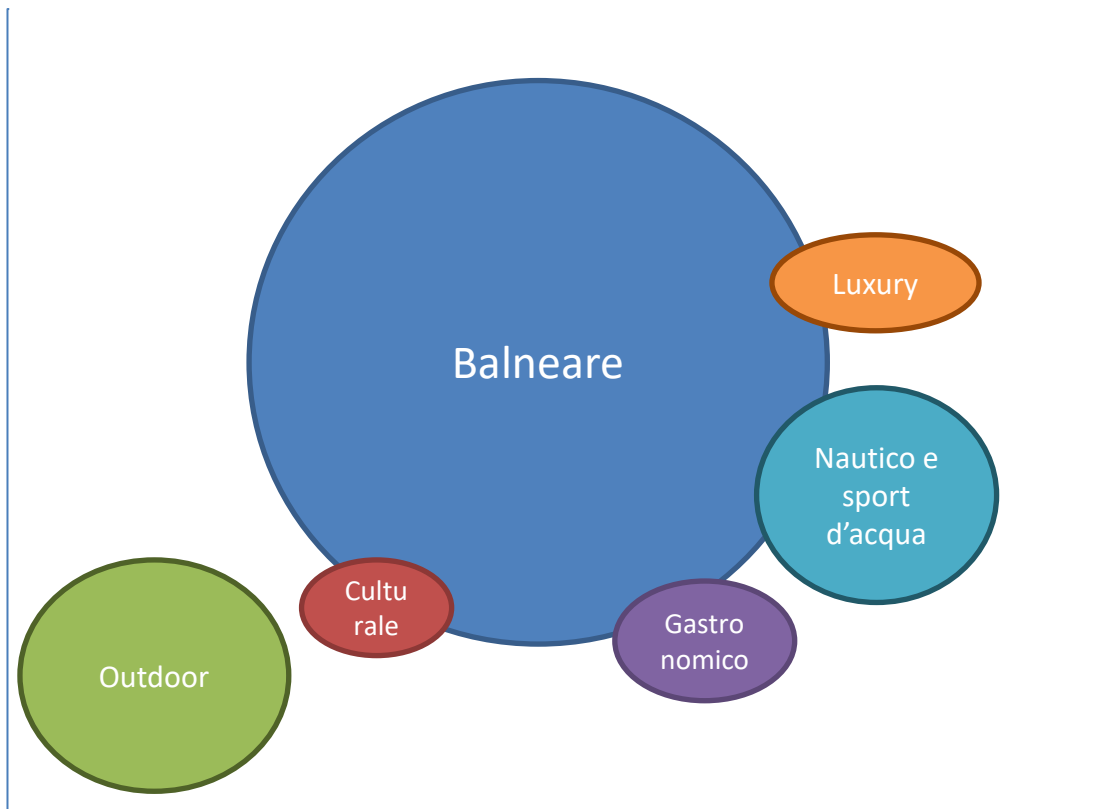 Luxury
Balneare
Nautico e
sport
d’acqua
Cultu
rale
Gastro
nomico
Outdoor